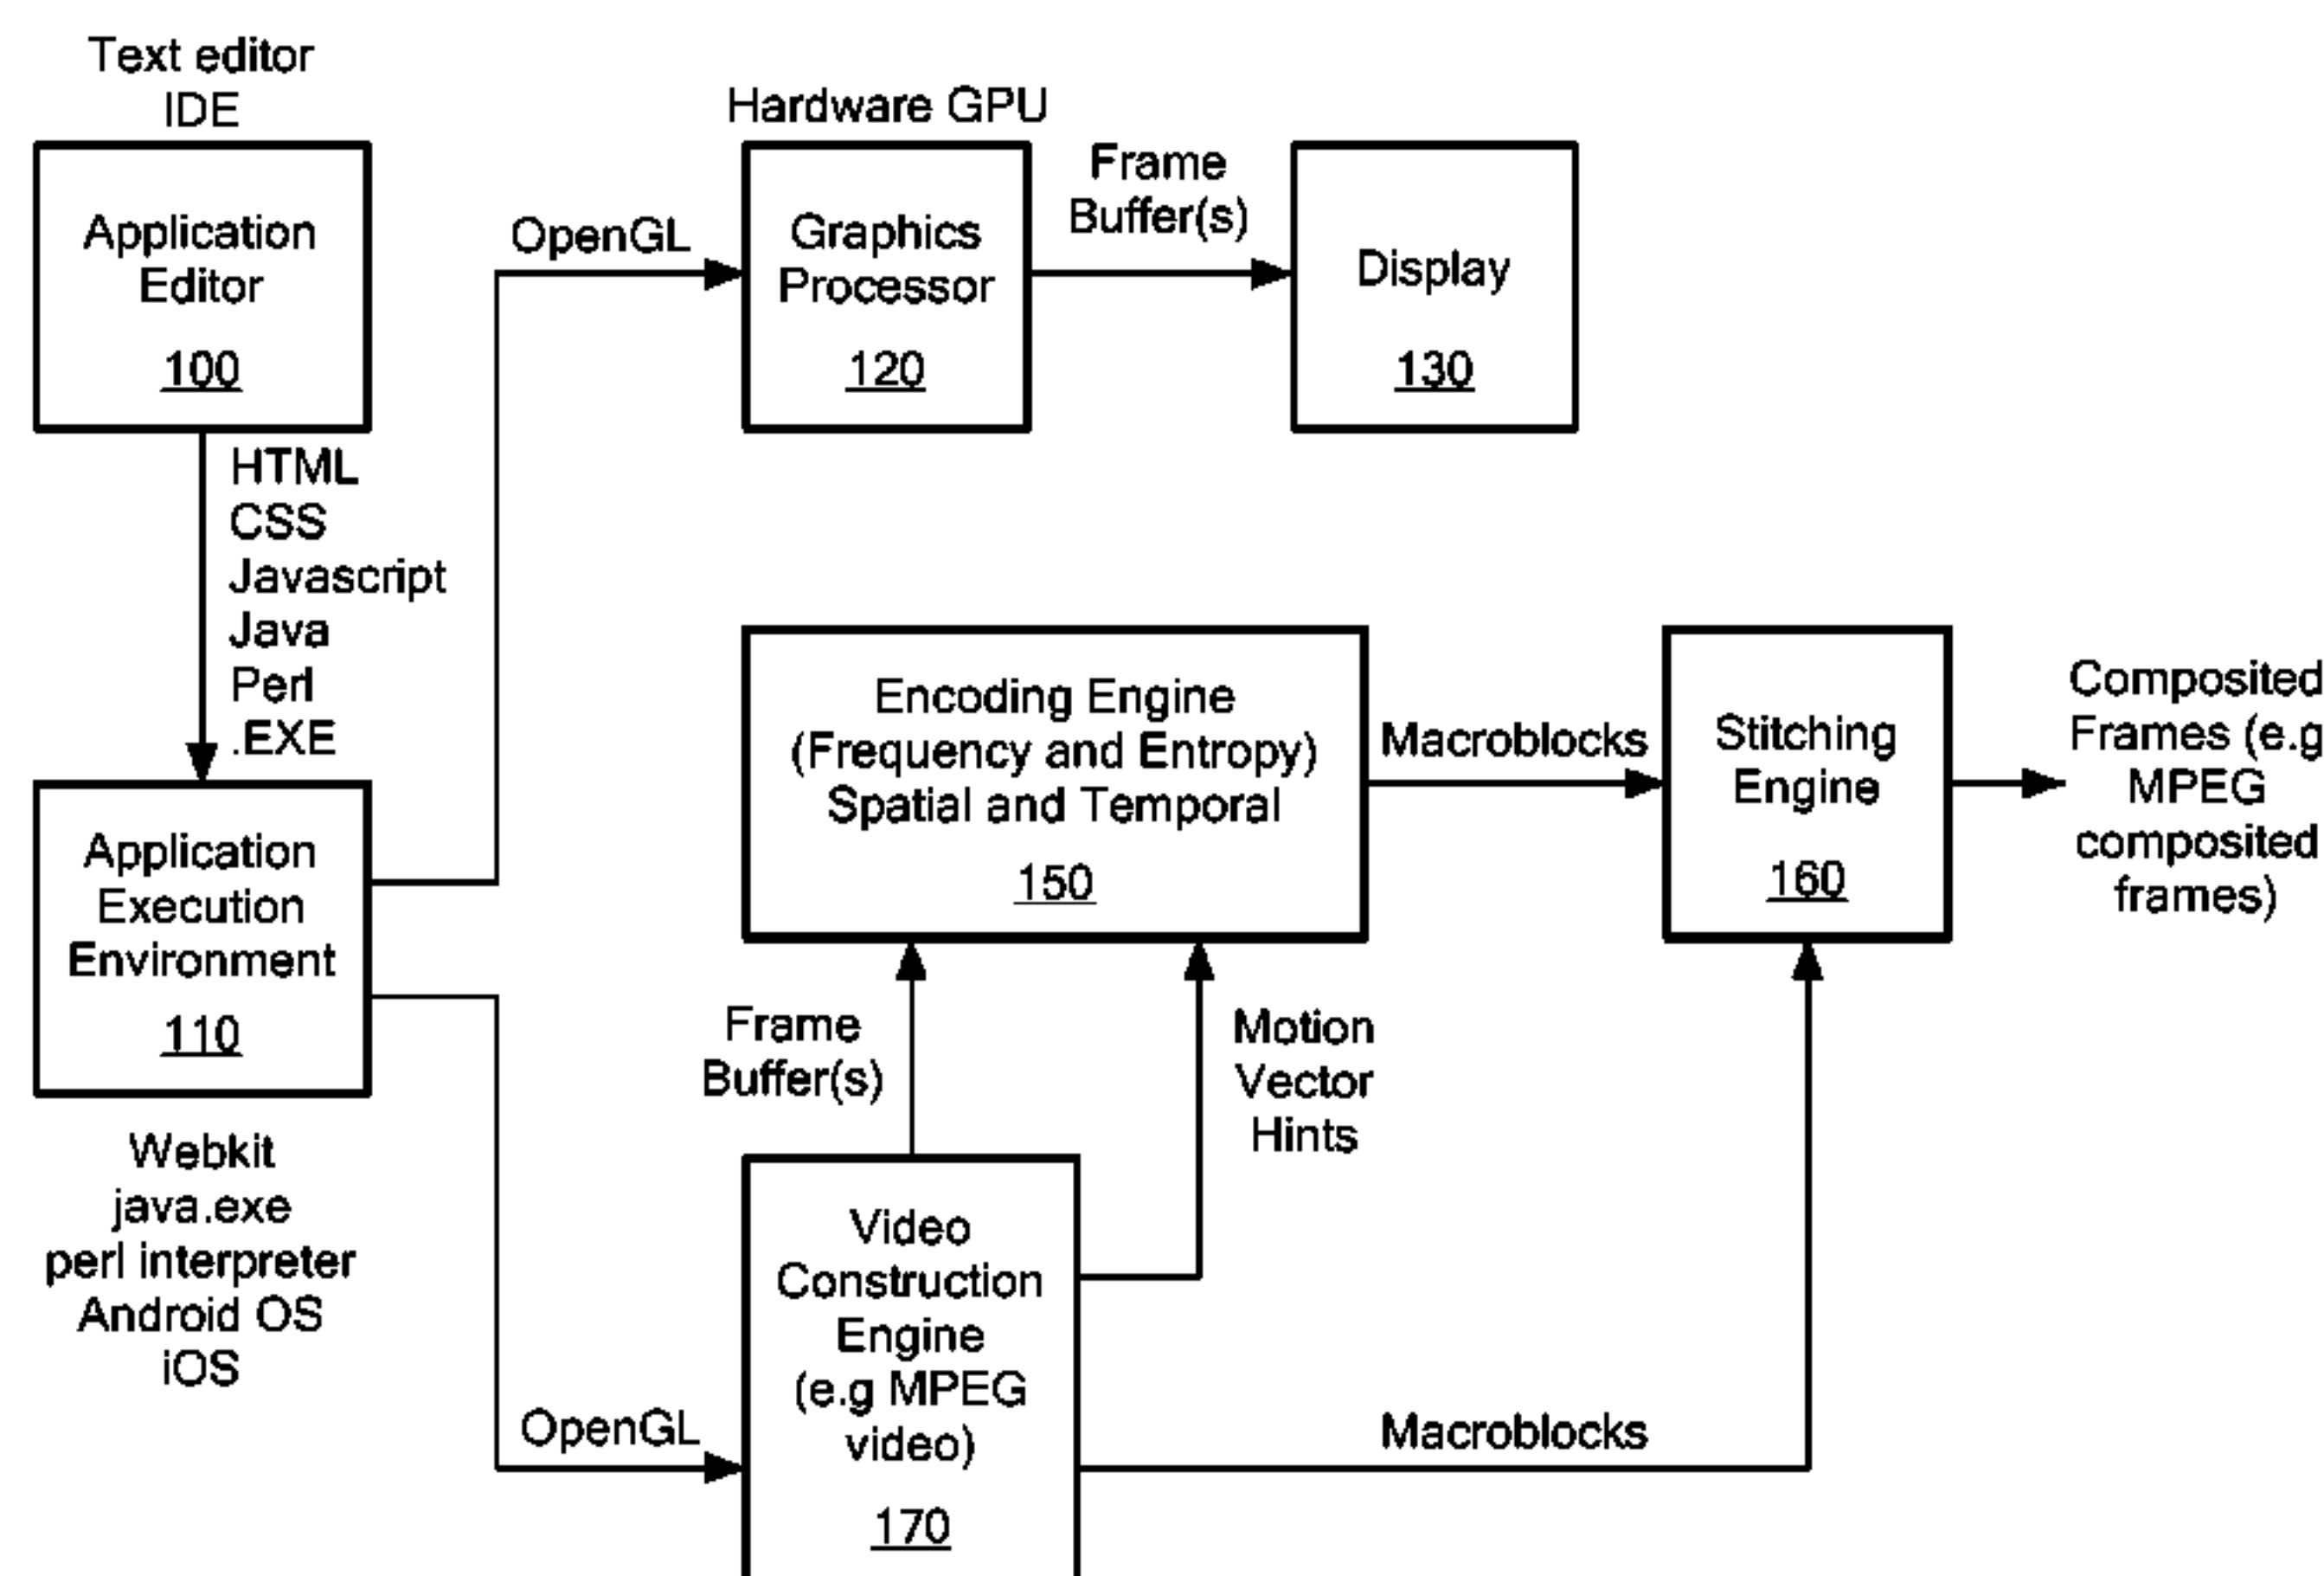 Text editor
IDE
Application
Editor
100
HTML
CSS
Javascript
Java
Perl
.EXE
Application
Execution
Environment
110
Webkit
java.exe
perl interpreter
Android OS
iOS
OpenGL
Hardware GPU
Graphics
Processor
120
Frame
Buffer(s)
Display
130
OpenGL
Video
Construction
Engine
(e.g MPEG
video)
170
Frame
Buffer(s)
Motion
Vector
Hints
Encoding Engine
(Frequency and Entropy)
Spatial and Temporal
150
Macroblocks
Macroblocks
Stitching
Engine
160
Composited
Frames (e.g
MPEG
composited
frames)